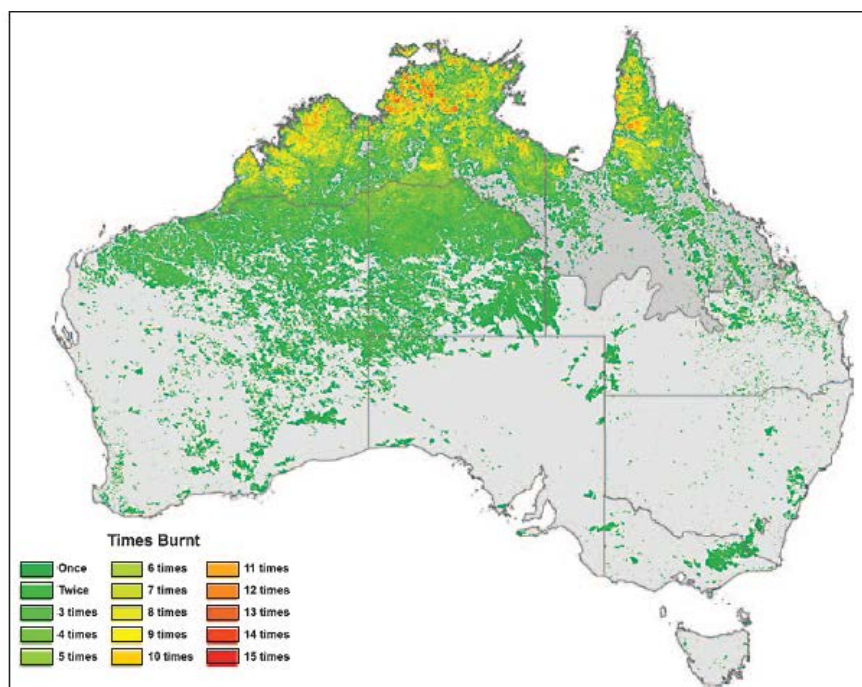 Times Burnt
Once
Twice
3 times
4 times
5 times
6 times
7 times
8 times
9 times
10 times
11 times
12 times
13 times
14 times
15 times